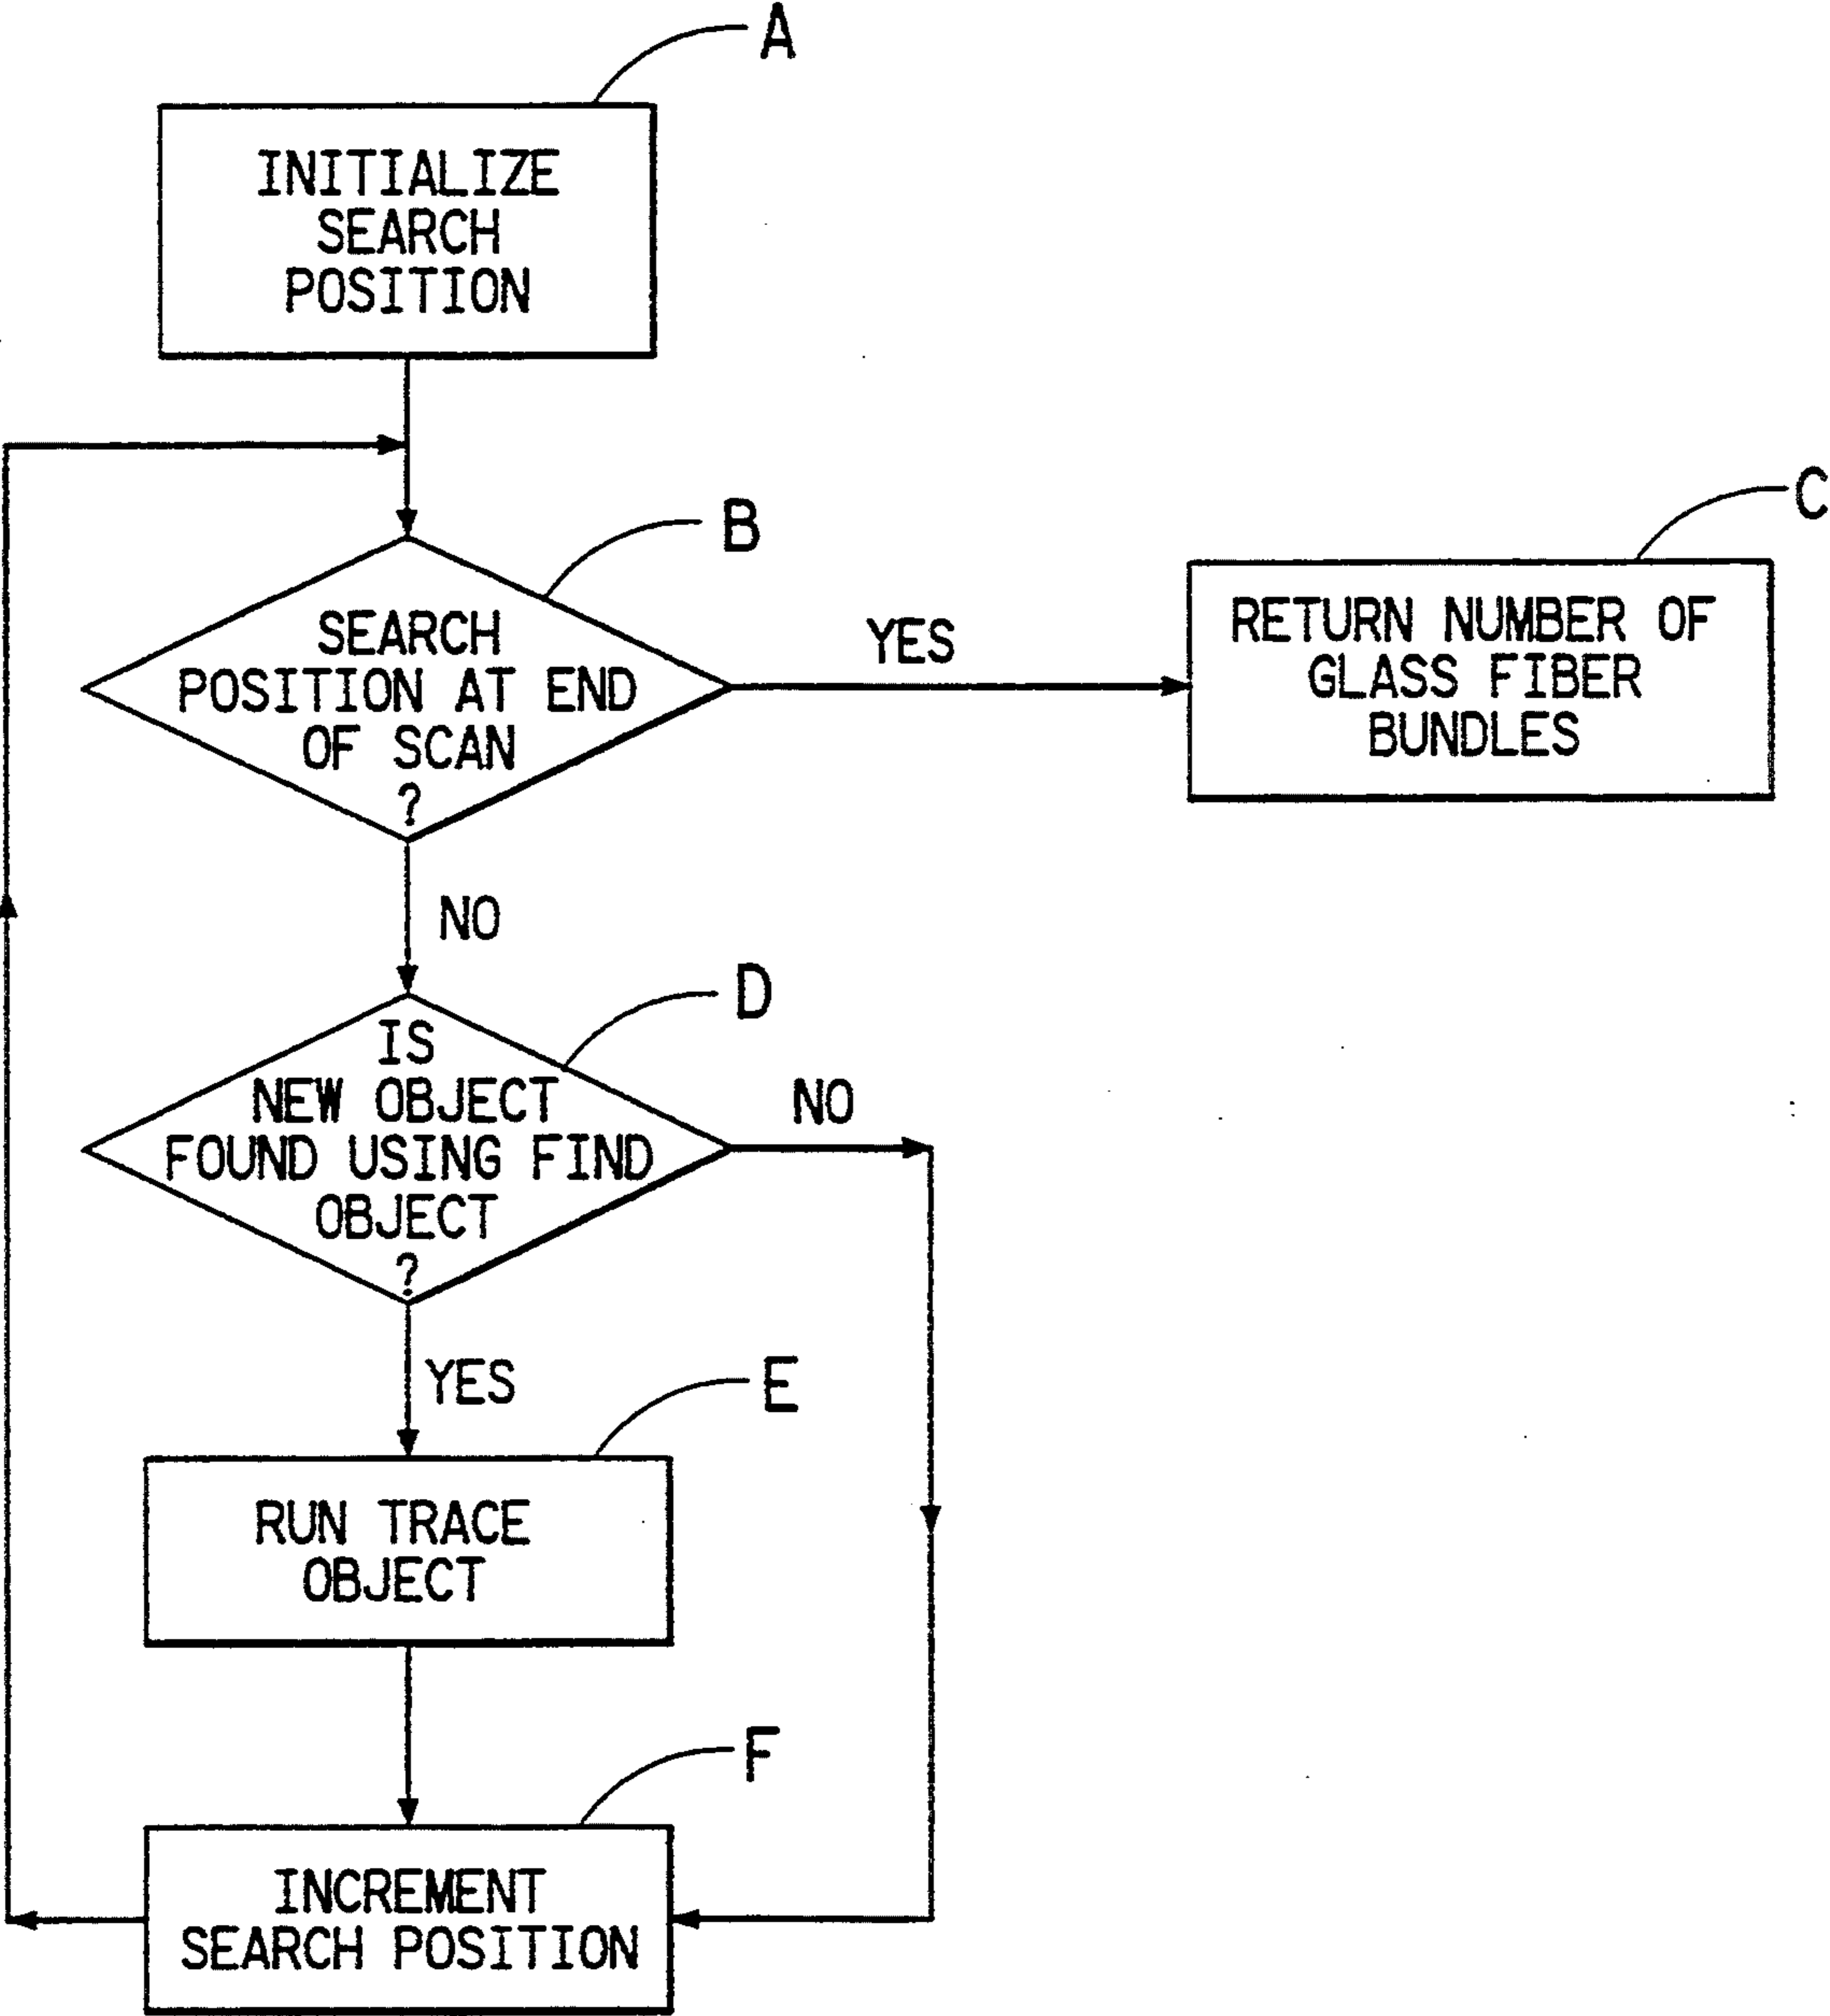 A
INITIALIZE
SEARCH
POSITION
B
SEARCH
POSITION AT END
OF SCAN
?
YES
C
RETURN NUMBER OF
GLASS FIBER
BUNDLES
NO
D
IS
NEW OBJECT
FOUND USING FIND
OBJECT
?
NO
YES
E
RUN TRACE
OBJECT
F
INCREMENT
SEARCH POSITION